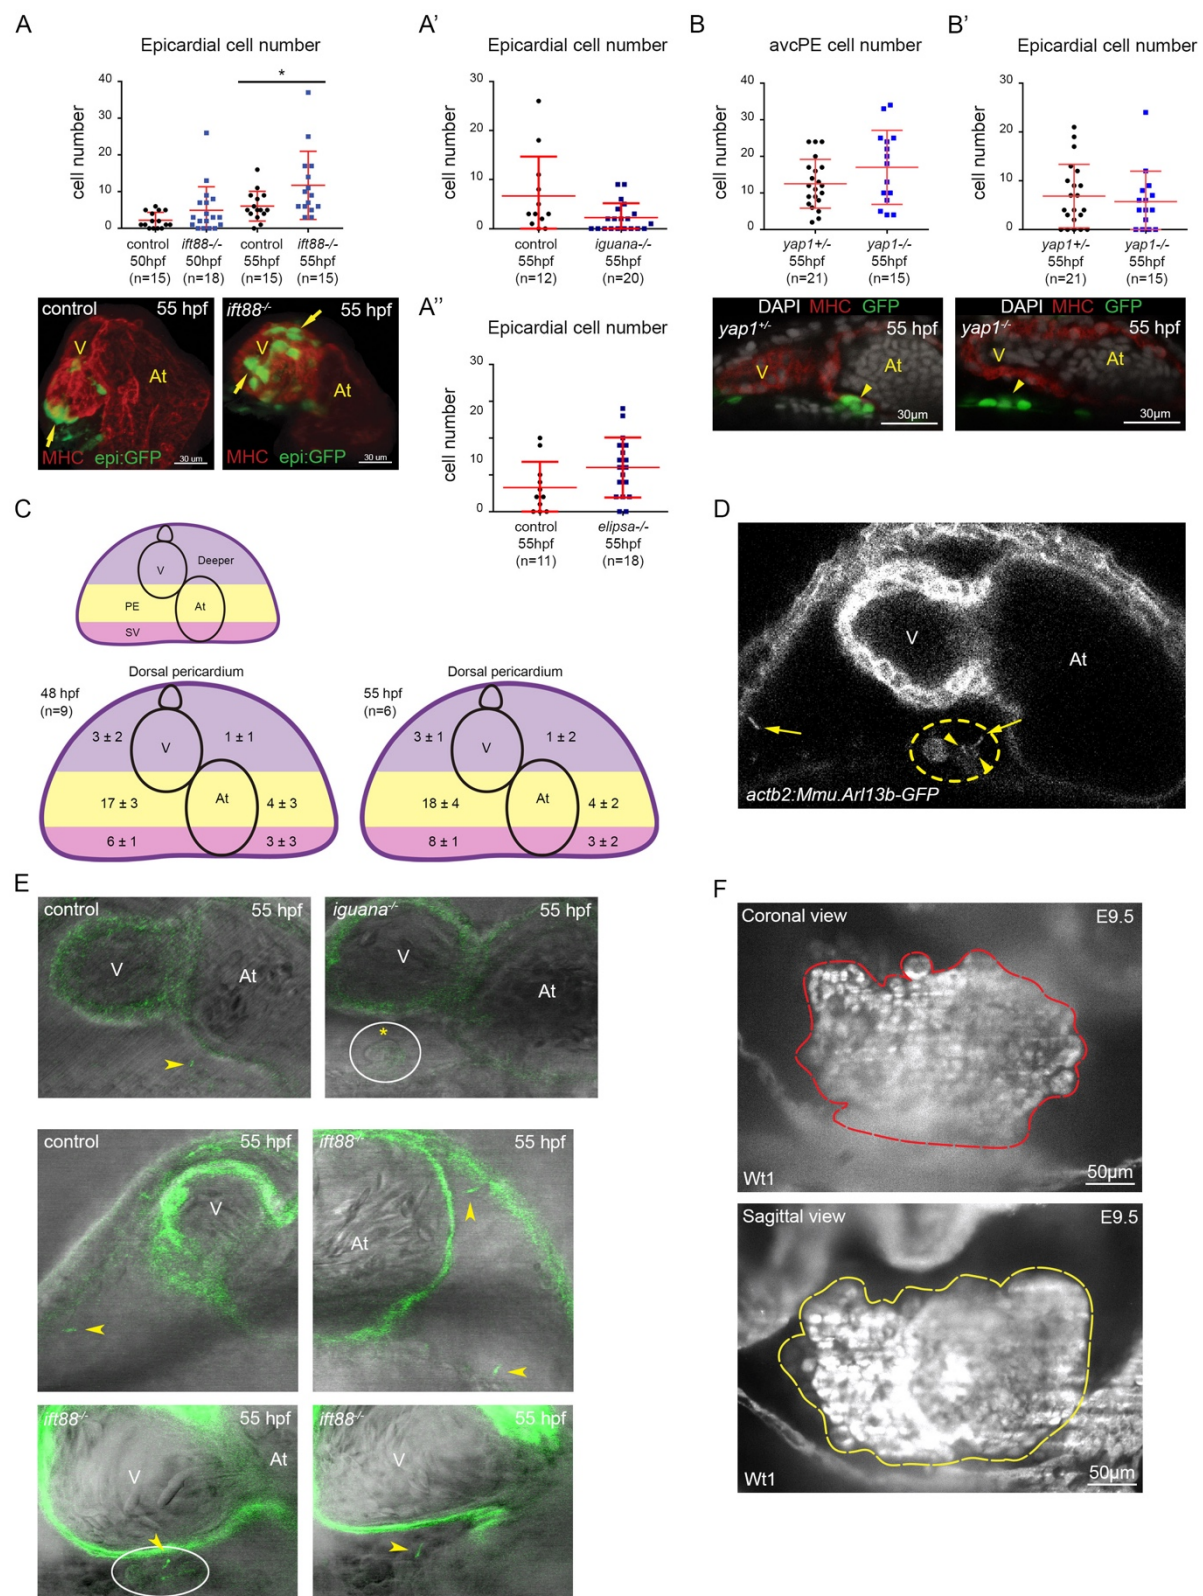 A
Epicardial cell number
40
30
20
10
0
cell number
*
control
50hpf
(n=15)
ift88-/-
50hpf
(n=18)
control
55hpf
(n=15)
ift88-/-
55hpf
(n=15)
control
55 hpf
V
At
MHC epi:GFP
30 um
ift88-/-
55 hpf
V
At
MHC epi:GFP
30 um
A'
Epicardial cell number
30
20
10
0
cell number
control
55hpf
(n=12)
iguana-/-
55hpf
(n=20)
A''
Epicardial cell number
30
20
10
0
cell number
control
55hpf
(n=11)
elipsa-/-
55hpf
(n=18)
B
avcPE cell number
40
30
20
10
0
cell number
yap1+/-
55hpf
(n=21)
yap1-/-
55hpf
(n=15)
DAPI MHC GFP
yap1+/-
55 hpf
V
At
30µm
B'
Epicardial cell number
30
20
10
0
cell number
yap1+/-
55hpf
(n=21)
yap1-/-
55hpf
(n=15)
DAPI MHC GFP
yap1-/-
55 hpf
V
At
30µm
C
Deeper
V
PE
At
SV
Dorsal pericardium
48 hpf
(n=9)
3 ± 2
V
1 ± 1
17 ± 3
At
4 ± 3
6 ± 1
3 ± 3
Dorsal pericardium
55 hpf
(n=6)
3 ± 1
V
1 ± 2
18 ± 4
At
4 ± 2
8 ± 1
3 ± 2
D
V
At
actb2:Mmu.Arl13b-GFP
E
control
55 hpf
V
At
iguana-/-
55 hpf
V
At
*
control
55 hpf
V
ift88-/-
55 hpf
At
ift88-/-
55 hpf
V
At
ift88-/-
55 hpf
V
F
Coronal view
E9.5
Wt1
50µm
Sagittal view
E9.5
Wt1
50µm